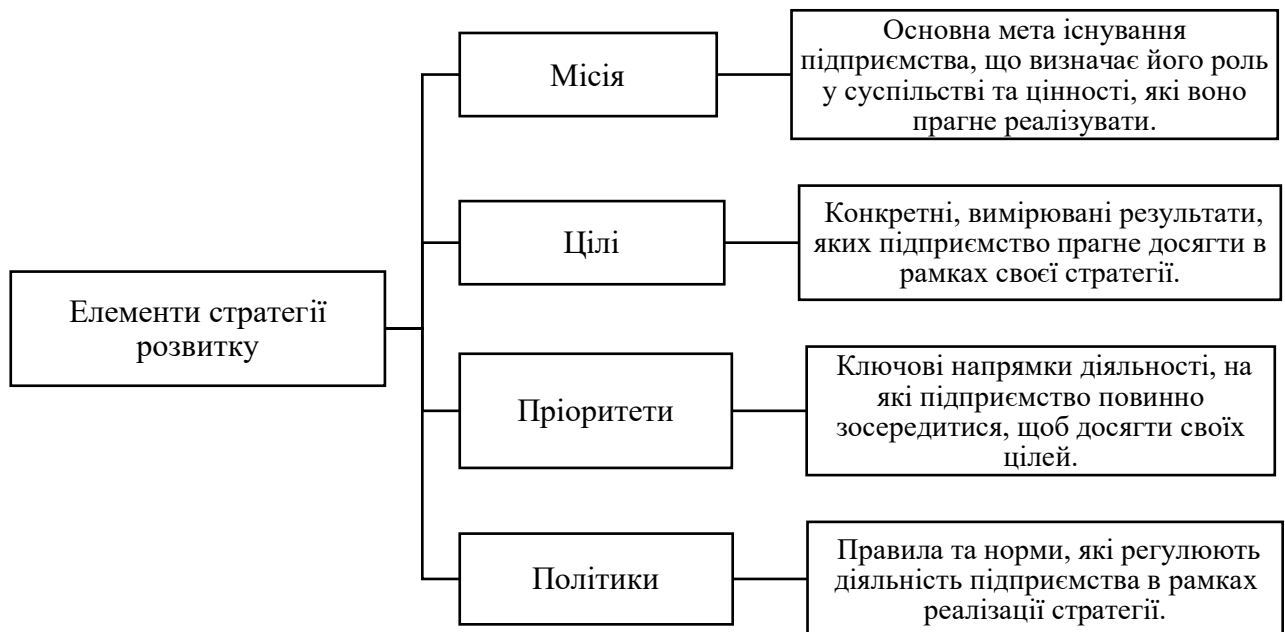 Місія
Основна мета існування
підприємства, що визначає його роль
у суспільстві та цінності, які воно
прагне реалізувати.
Цілі
Конкретні, вимірювані результати,
яких підприємство прагне досягти в
рамках своєї стратегії.
Елементи стратегії
розвитку
Пріоритети
Ключові напрямки діяльності, на
які підприємство повинно
зосередитися, щоб досягти своїх
цілей.
Політики
Правила та норми, які регулюють
діяльність підприємства в рамках
реалізації стратегії.